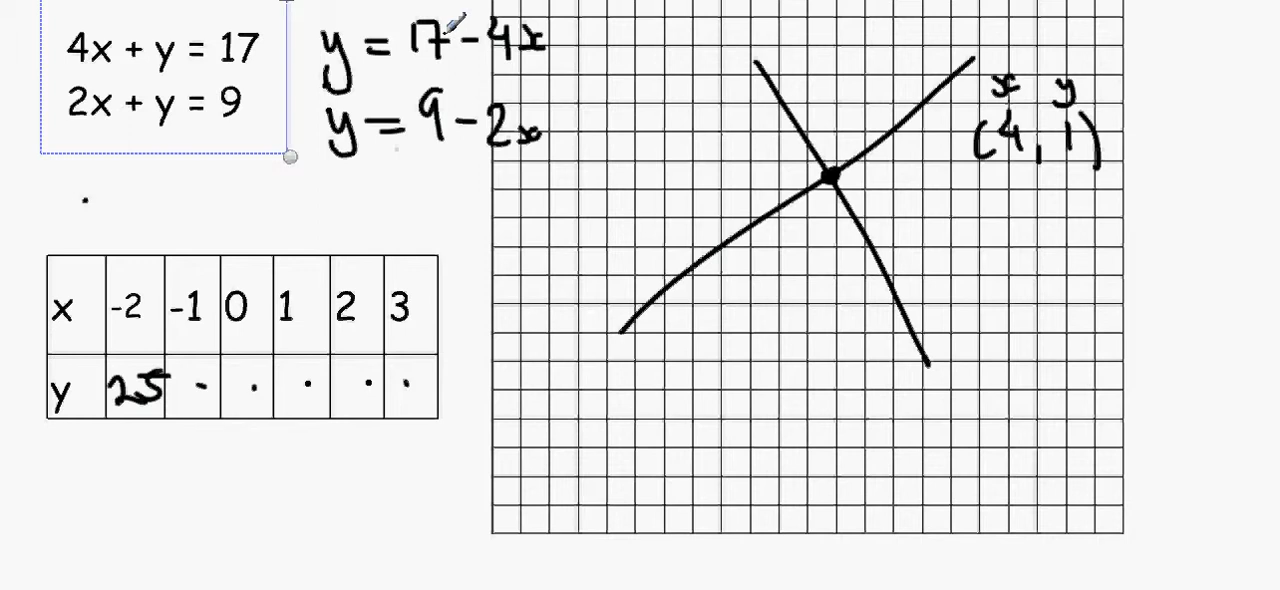 4x + y = 17
2x + y = 9
y = 17 - 4x
y = 9 - 2x
x y
(4, 1)
x -2 -1 0 1 2 3
y 25